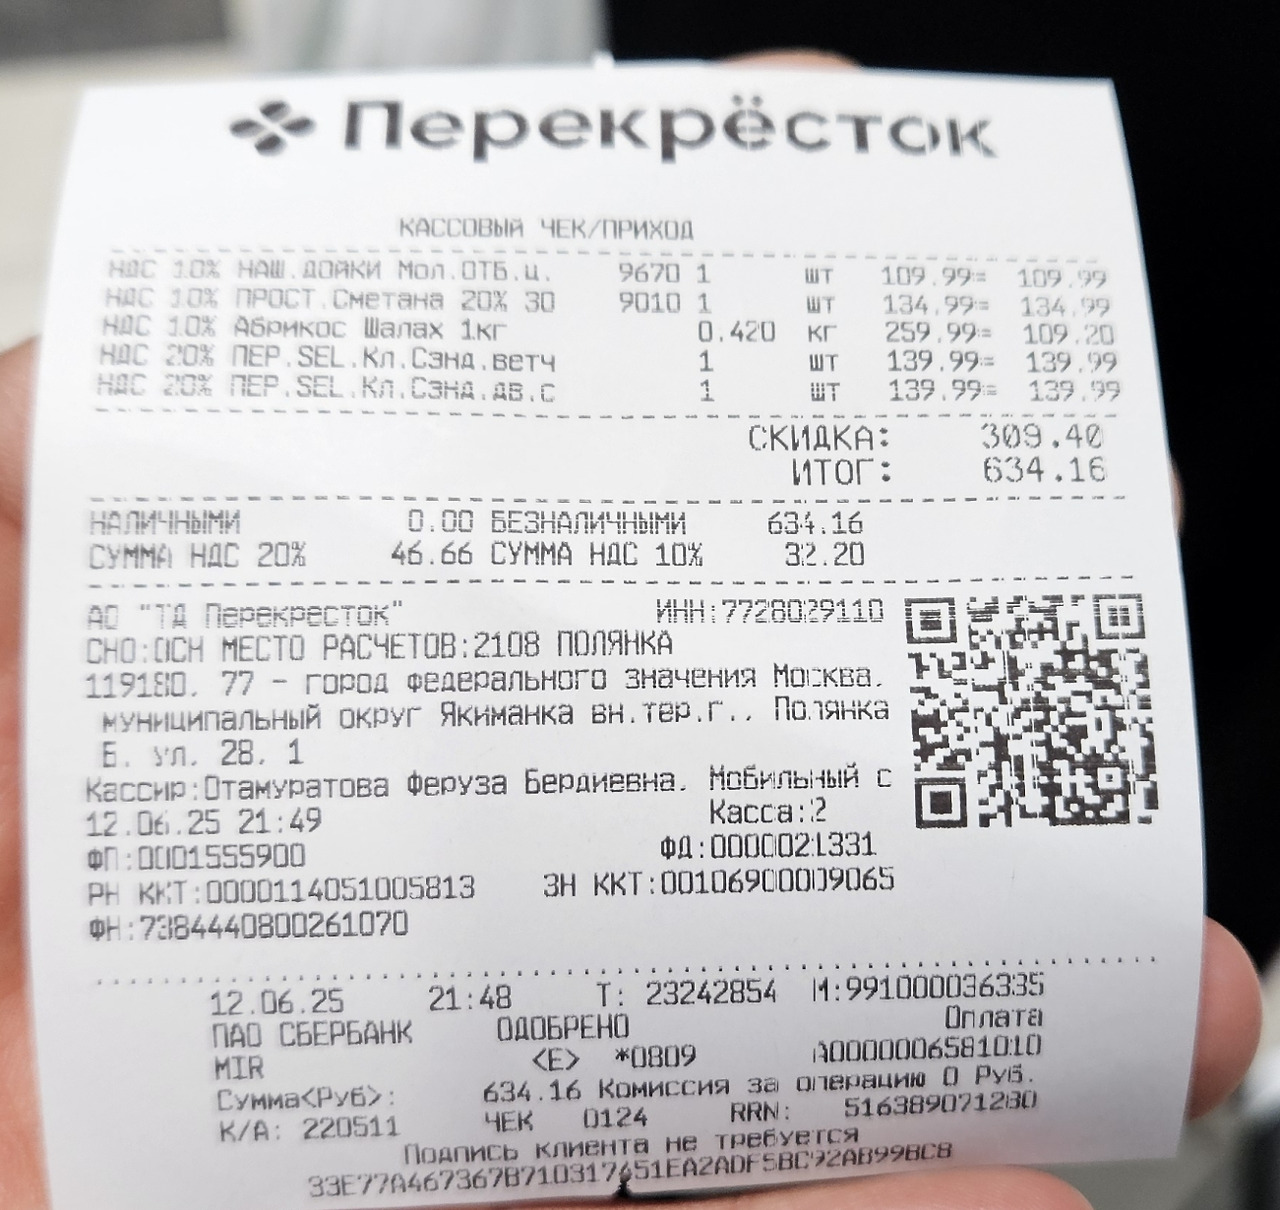 Перекрёсток
КАССОВЫЙ ЧЕК/ПРИХОД
НДС 10% НАШ.ДОЙКИ Мол.ОТБ.ц. 9670 1 ШТ 109.99= 109.99
НДС 10% ПРОСТ.Сметана 20% 30 9010 1 ШТ 134.99= 134.99
НДС 10% Абрикос Шалах 1кг 0.420 КГ 259.99= 109.20
НДС 20% ПЕР.SEL.Кл.Сэнд.ветч 1 ШТ 139.99= 139.99
НДС 20% ПЕР.SEL.Кл.Сэнд.дв.с 1 ШТ 139.99= 139.99
СКИДКА: 309.40
ИТОГ: 634.16
НАЛИЧНЫМИ 0.00 БЕЗНАЛИЧНЫМИ 634.16
СУММА НДС 20% 46.66 СУММА НДС 10% 32.20
АО "ТД Перекресток" ИНН:7728029110
СНО:ОСН МЕСТО РАСЧЕТОВ:2108 ПОЛЯНКА
119180, 77 - город федерального значения Москва,
муниципальный округ Якиманка вн.тер.г., Полянка
Б. ул. 28, 1
Кассир:Отамуратова Феруза Бердиевна. Мобильный с
12.06.25 21:49 Касса:2
ФП:0001555900 ФД:0000021331
РН ККТ:0000114051005813 ЗН ККТ:00106900009065
ФН:7384440800261070
12.06.25 21:48 Т: 23242854 М:991000036335
ПАО СБЕРБАНК ОДОБРЕНО Оплата
MIR <E> *0809 A0000006581010
Сумма<Руб>: 634.16 Комиссия за операцию 0 Руб.
К/А: 220511 ЧЕК 0124 RRN: 516389071280
Подпись клиента не требуется
33E77A467367B710317451EA2ADF5BC92AB99BC8